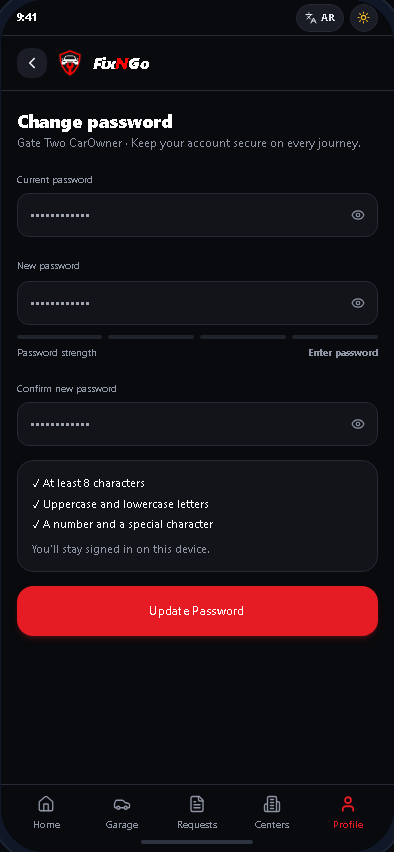 9:41
AR
FixNGo
Change password
Gate Two CarOwner · Keep your account secure on every journey.
Current password
••••••••••••
New password
••••••••••••
Password strength
Enter password
Confirm new password
••••••••••••
✓ At least 8 characters
✓ Uppercase and lowercase letters
✓ A number and a special character
You'll stay signed in on this device.
Update Password
Home
Garage
Requests
Centers
Profile